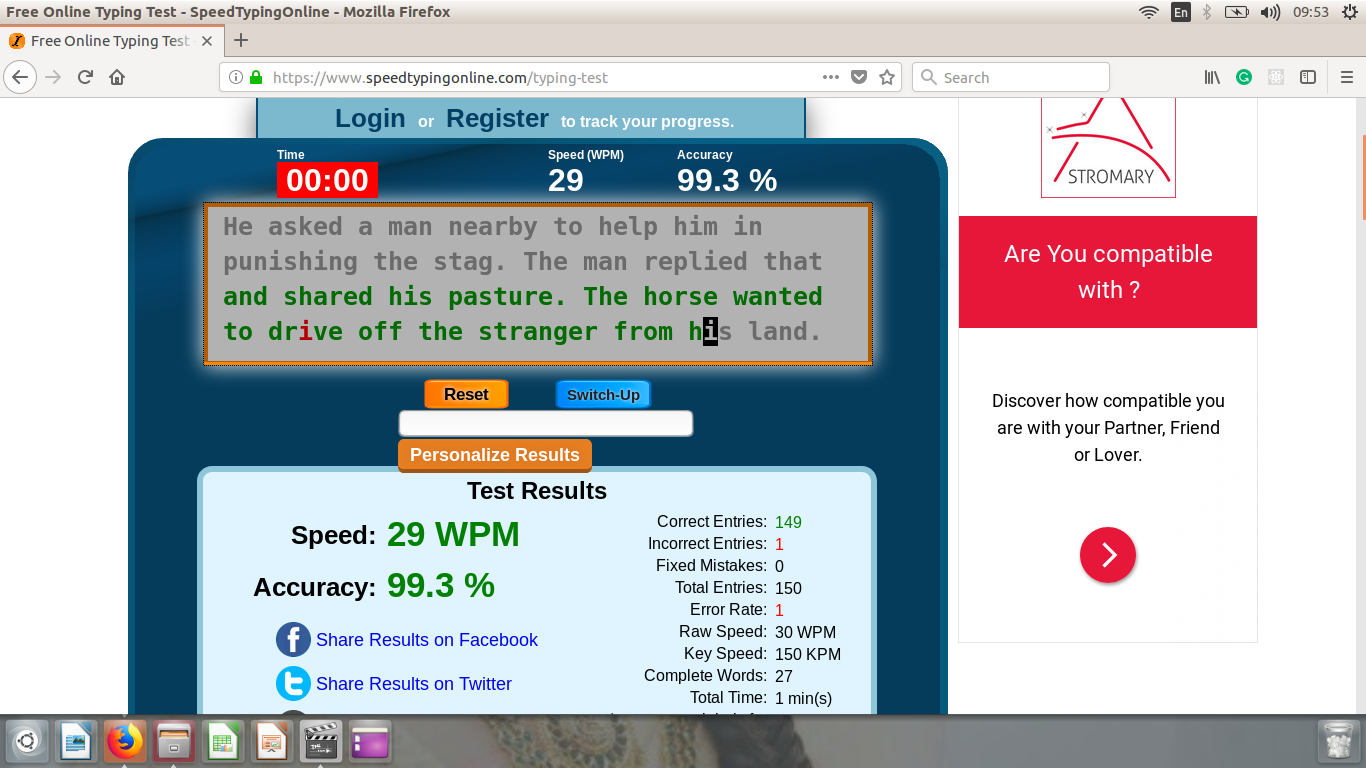 Free Online Typing Test - SpeedTypingOnline - Mozilla Firefox
En
09:53
Free Online Typing Test
https://www.speedtypingonline.com/typing-test
Search
Login or Register to track your progress.
Time
Speed (WPM)
Accuracy
00:00
29
99.3 %
He asked a man nearby to help him in
punishing the stag. The man replied that
and shared his pasture. The horse wanted
to drive off the stranger from his land.
Reset
Switch-Up
Personalize Results
Test Results
Speed: 29 WPM
Accuracy: 99.3 %
Share Results on Facebook
Share Results on Twitter
Correct Entries: 149
Incorrect Entries: 1
Fixed Mistakes: 0
Total Entries: 150
Error Rate: 1
Raw Speed: 30 WPM
Key Speed: 150 KPM
Complete Words: 27
Total Time: 1 min(s)
STROMARY
Are You compatible
with ?
Discover how compatible you
are with your Partner, Friend
or Lover.